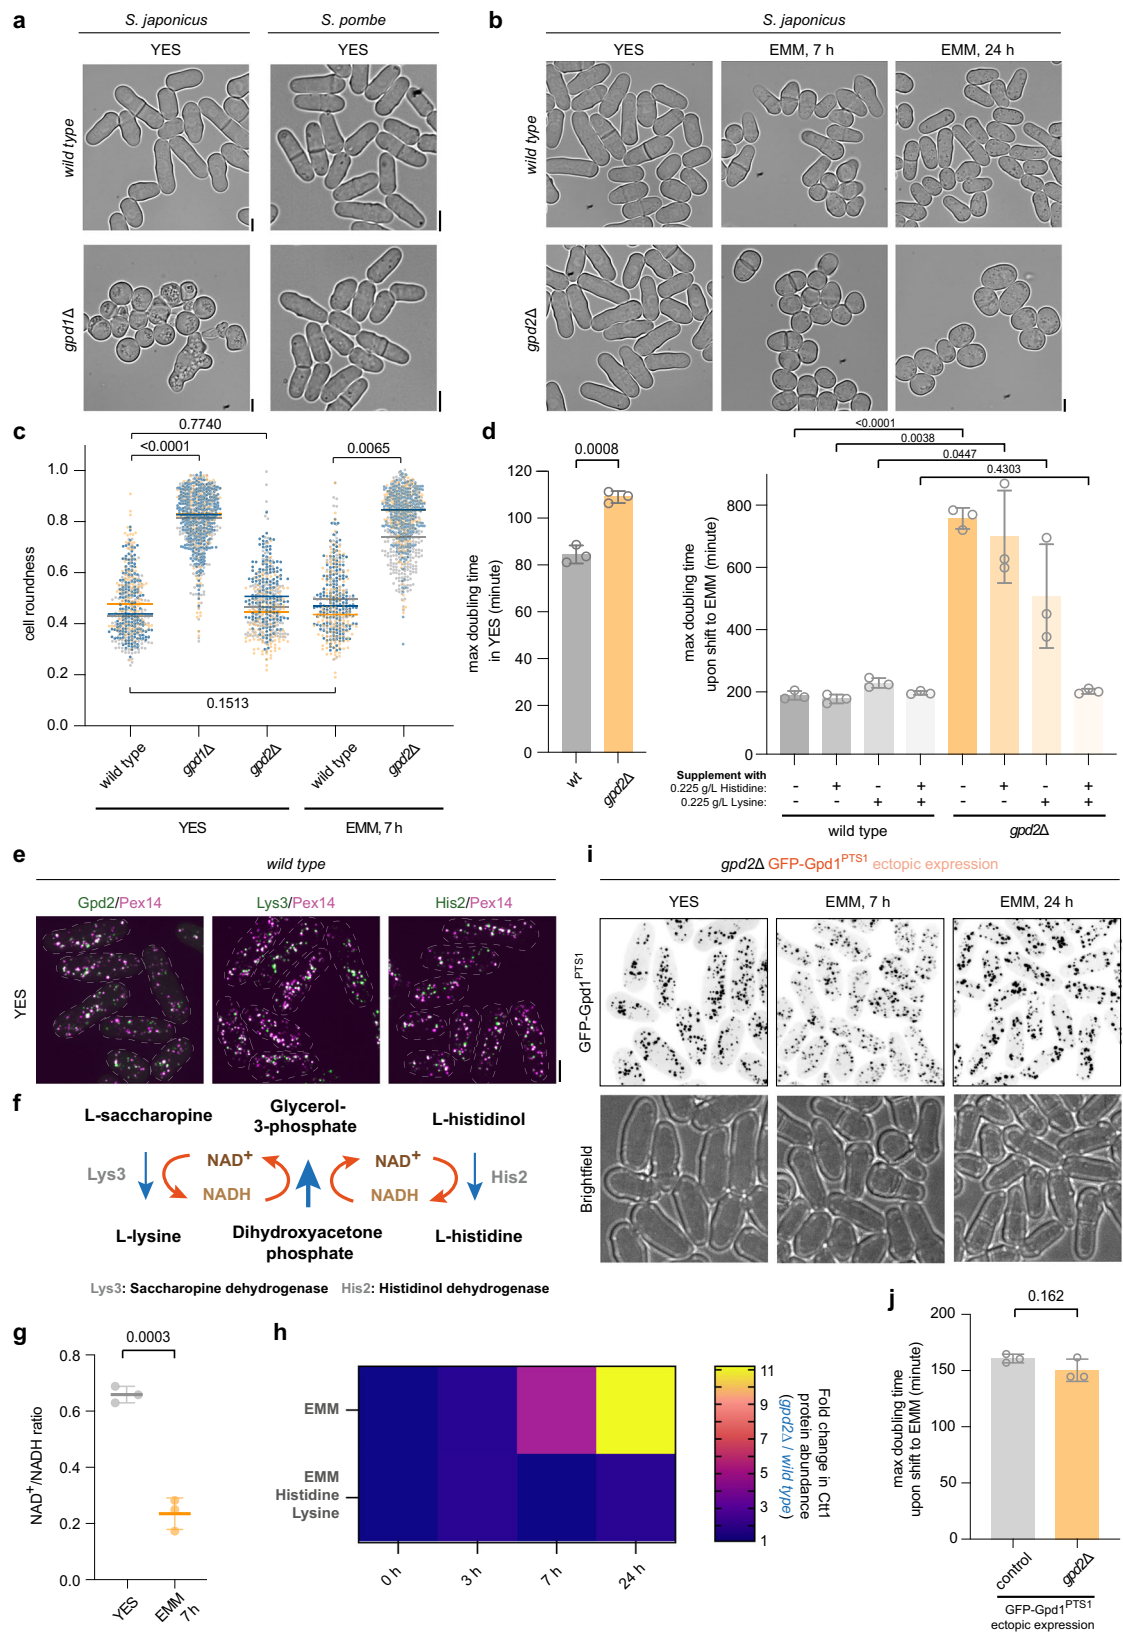 a
S. japonicus
S. pombe
YES
YES
wild type
gpd1Δ
b
S. japonicus
YES
EMM, 7 h
EMM, 24 h
wild type
gpd2Δ
c
0.7740
<0.0001
0.0065
cell roundness
1.0
0.8
0.6
0.4
0.2
0.0
0.1513
wild type
gpd1Δ
gpd2Δ
wild type
gpd2Δ
YES
EMM, 7 h
d
0.0008
max doubling time
in YES (minute)
120
100
80
60
40
20
0
wt
gpd2Δ
<0.0001
0.0038
0.0447
0.4303
max doubling time
upon shift to EMM (minute)
800
600
400
200
0
Supplement with
0.225 g/L Histidine: - + - + - + - +
0.225 g/L Lysine: - - + + - - + +
wild type
gpd2Δ
e
wild type
Gpd2/Pex14
Lys3/Pex14
His2/Pex14
YES
f
L-saccharopine
Glycerol-
3-phosphate
L-histidinol
Lys3
NAD+
NADH
NAD+
NADH
His2
L-lysine
Dihydroxyacetone
phosphate
L-histidine
Lys3: Saccharopine dehydrogenase His2: Histidinol dehydrogenase
g
0.0003
NAD+/NADH ratio
0.8
0.6
0.4
0.2
0.0
YES
EMM
7h
h
EMM
EMM
Histidine
Lysine
0 h
3 h
7 h
24 h
11
9
7
5
3
1
Fold change in Ctt1
protein abundance
(gpd2Δ / wild type)
i
gpd2Δ GFP-Gpd1PTS1 ectopic expression
YES
EMM, 7 h
EMM, 24 h
GFP-Gpd1PTS1
Brightfield
j
0.162
max doubling time
upon shift to EMM (minute)
200
150
100
50
0
control
gpd2Δ
GFP-Gpd1PTS1
ectopic expression